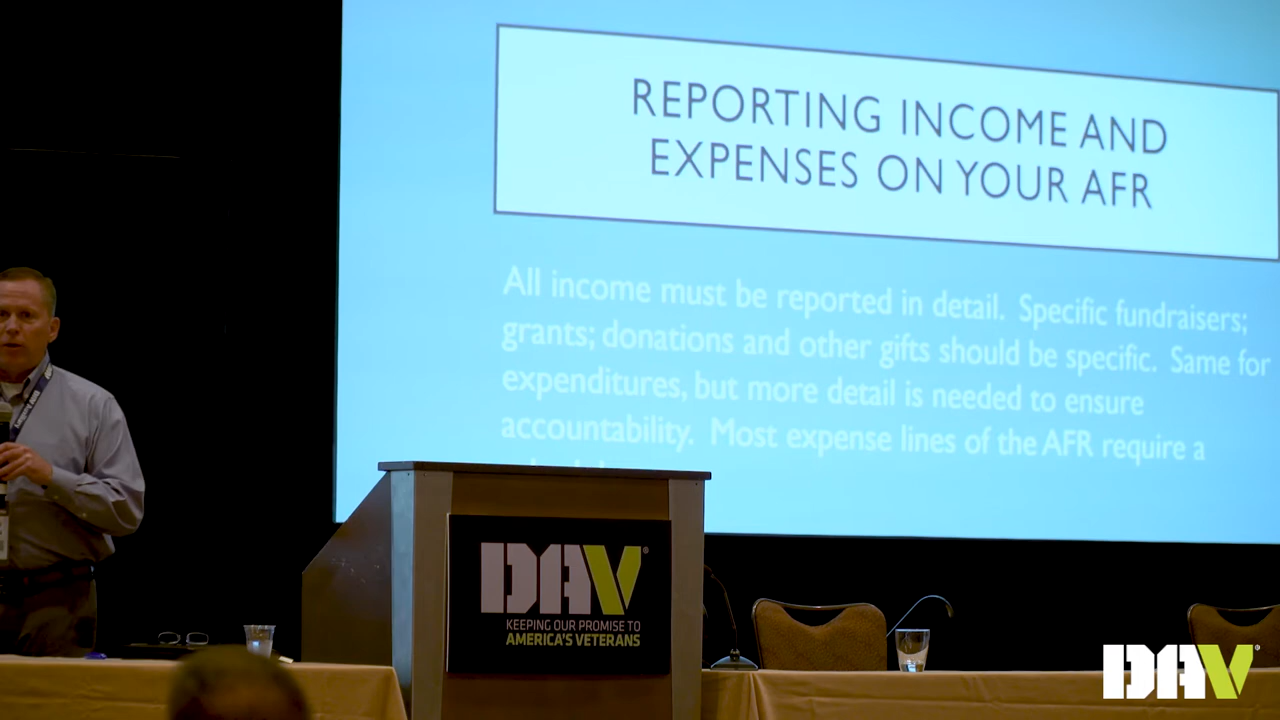 REPORTING INCOME AND
EXPENSES ON YOUR AFR
All income must be reported in detail. Specific fundraisers;
grants; donations and other gifts should be specific. Same for
expenditures, but more detail is needed to ensure
accountability. Most expense lines of the AFR require a
DAV®
KEEPING OUR PROMISE TO
AMERICA'S VETERANS
DAV®